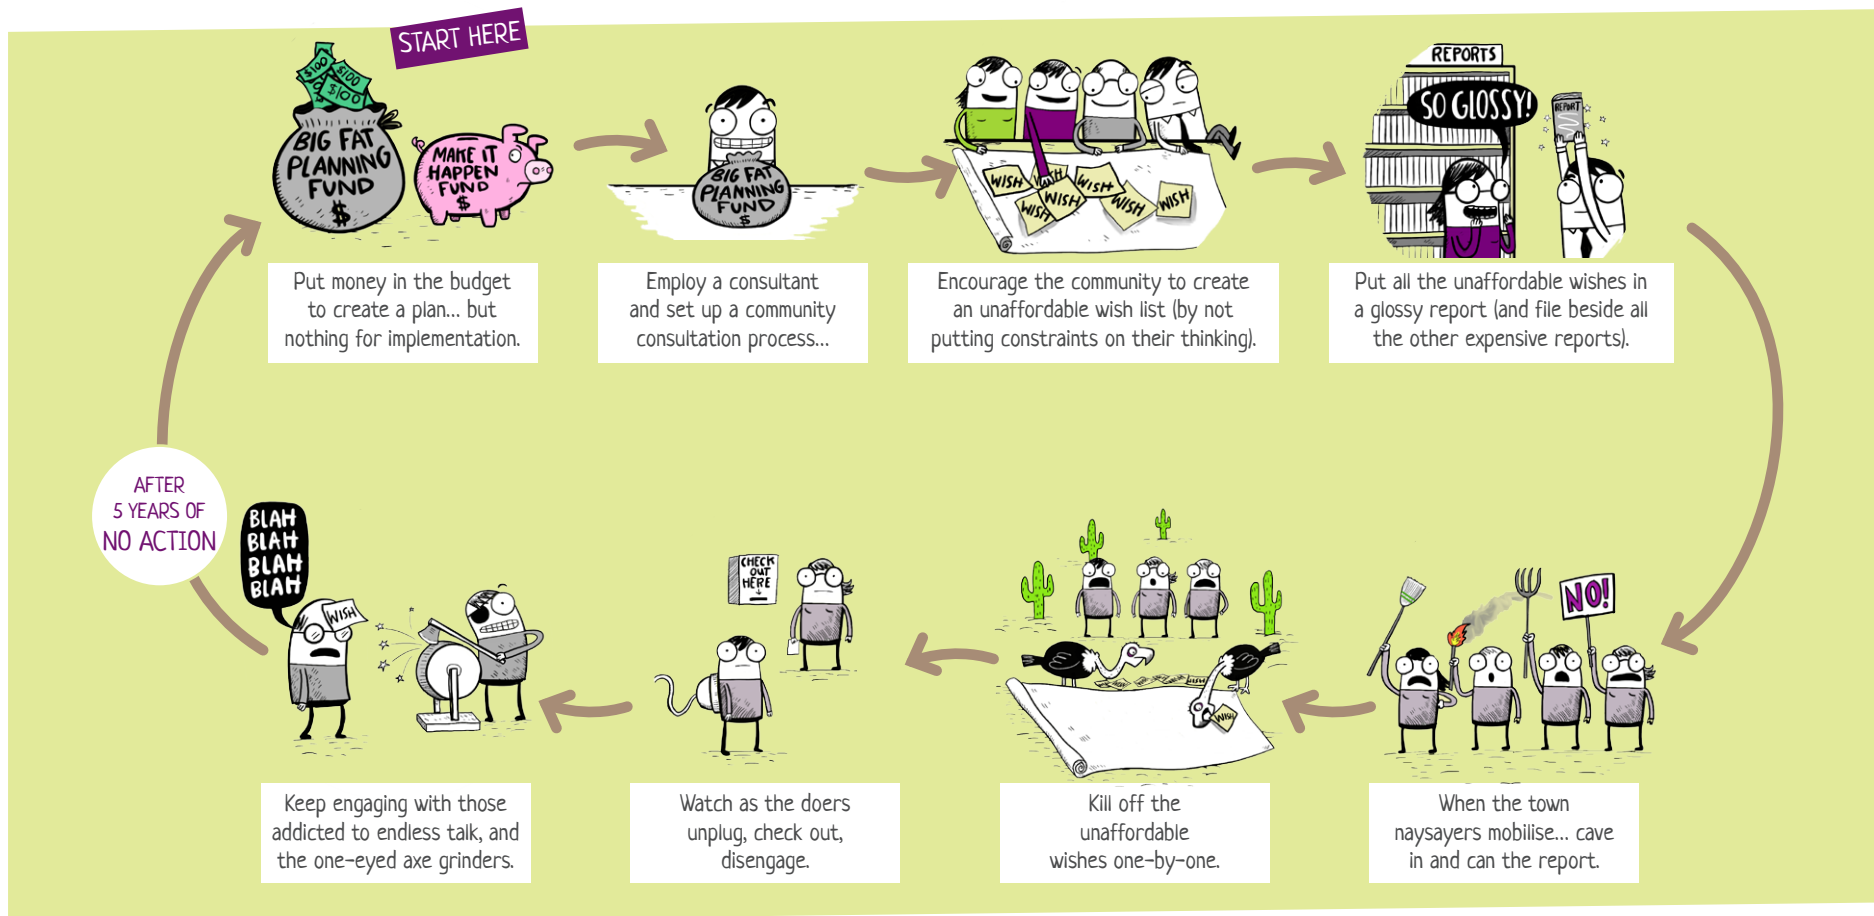 START HERE
$100
$100
$100
BIG FAT
PLANNING
FUND
$
MAKE IT
HAPPEN
FUND
$
Put money in the budget
to create a plan... but
nothing for implementation.
BIG FAT
PLANNING
FUND
$
Employ a consultant
and set up a community
consultation process...
WISH
WISH
WISH
WISH
WISH
WISH
WISH
Encourage the community to create
an unaffordable wish list (by not
putting constraints on their thinking).
REPORTS
SO GLOSSY!
REPORT
Put all the unaffordable wishes in
a glossy report (and file beside all
the other expensive reports).
NO!
When the town
naysayers mobilise... cave
in and can the report.
WISH
WISH
Kill off the
unaffordable
wishes one-by-one.
CHECK
OUT
HERE
Watch as the doers
unplug, check out,
disengage.
BLAH
BLAH
BLAH
BLAH
WISH
Keep engaging with those
addicted to endless talk, and
the one-eyed axe grinders.
AFTER
5 YEARS OF
NO ACTION